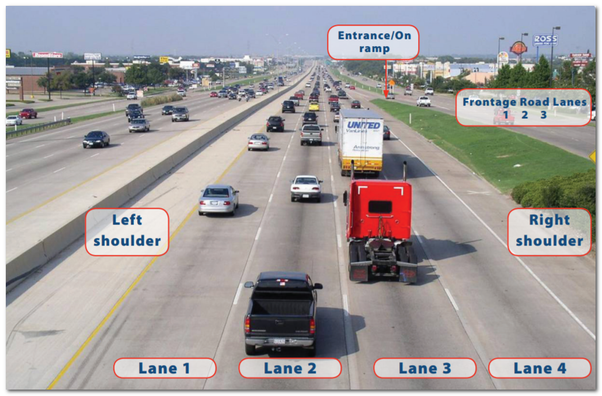 Entrance/On
ramp
ROSS
Frontage Road Lanes
1 2 3
UNITED
Left
shoulder
Right
shoulder
Lane 1
Lane 2
Lane 3
Lane 4